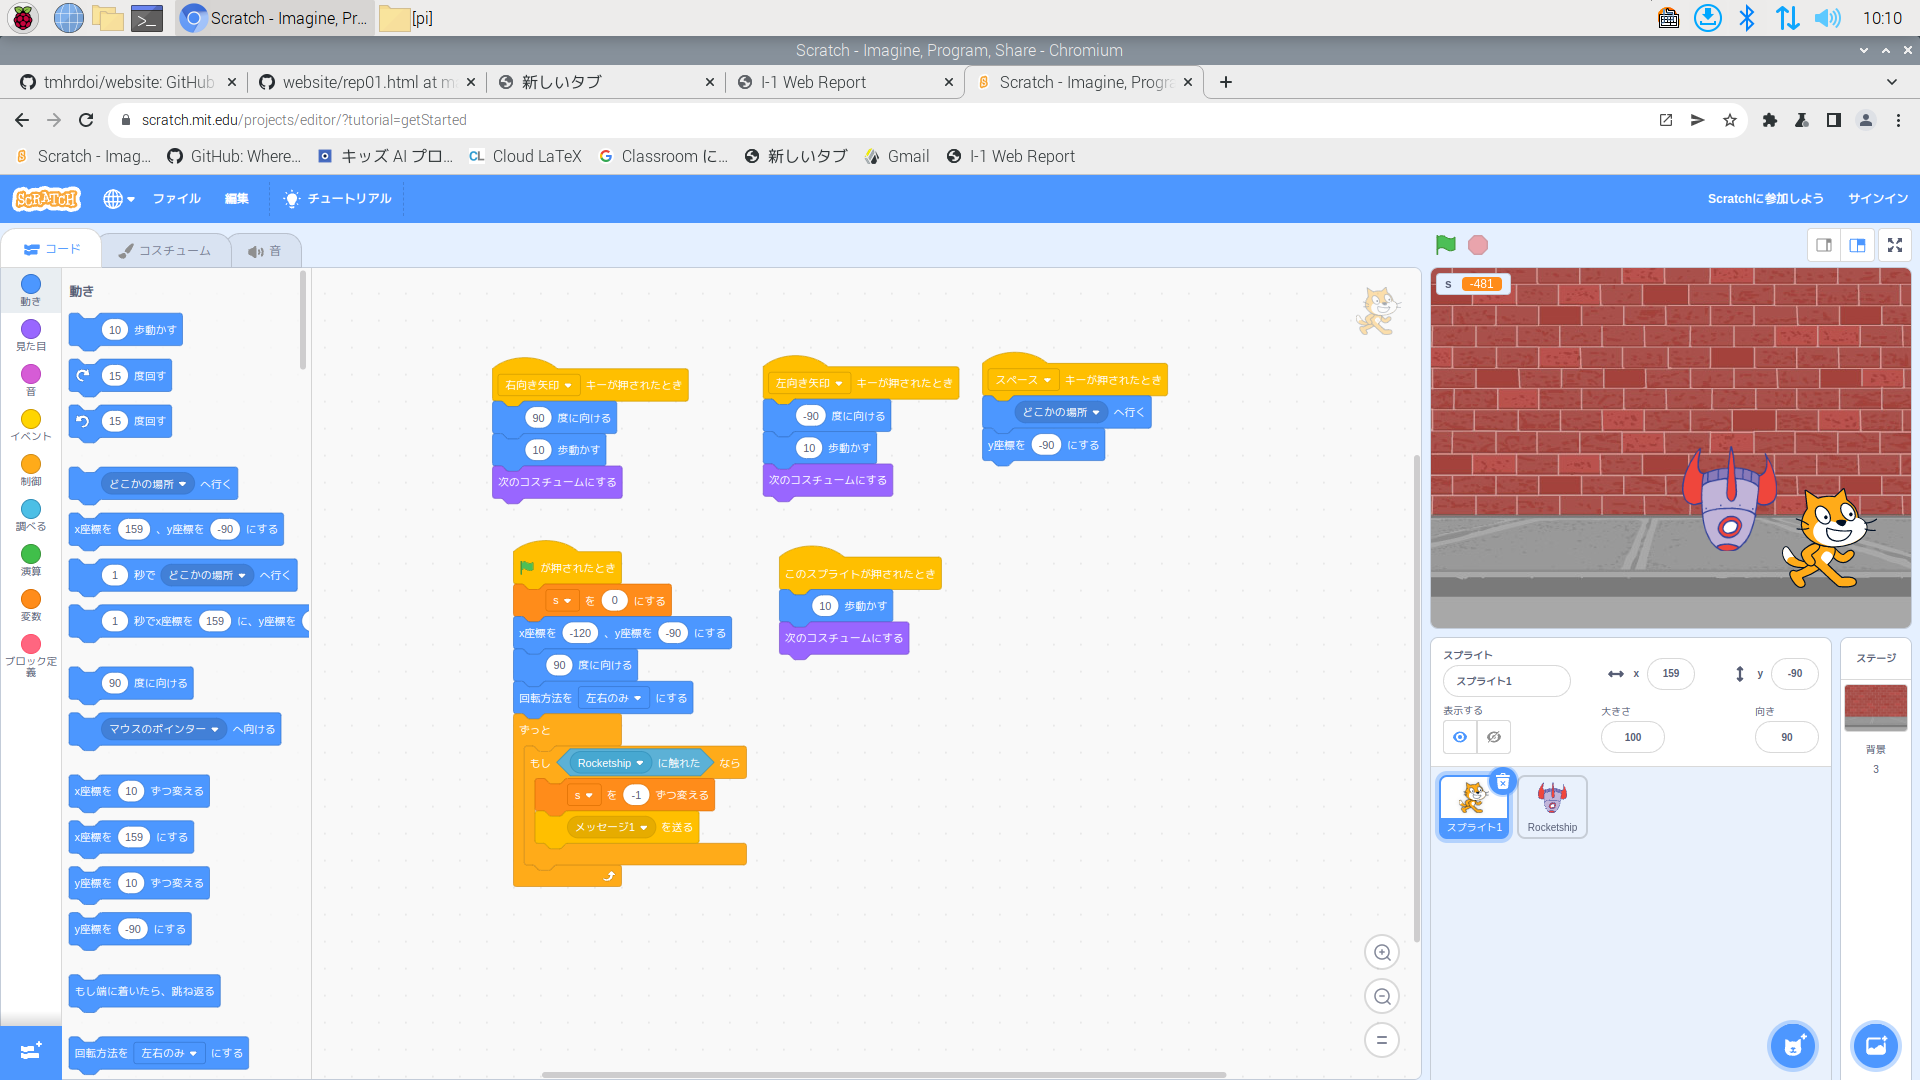 Scratch - Imagine, Pr...
[pi]
10:10
Scratch - Imagine, Program, Share - Chromium
tmhrdoi/website: GitHub
website/rep01.html at m
新しいタブ
I-1 Web Report
Scratch - Imagine, Progr
scratch.mit.edu/projects/editor/?tutorial=getStarted
Scratch - Imag...
GitHub: Where...
キッズ AI プロ...
CL Cloud LaTeX
Classroom に...
新しいタブ
Gmail
I-1 Web Report
SCRATCH
ファイル
編集
チュートリアル
Scratchに参加しよう
サインイン
コード
コスチューム
音
動き
見た目
音
イベント
制御
調べる
演算
変数
ブロック定義
動き
10 歩動かす
15 度回す
15 度回す
どこかの場所 へ行く
x座標を 159 、y座標を -90 にする
1 秒で どこかの場所 へ行く
1 秒でx座標を 159 に、y座標を
90 度に向ける
マウスのポインター へ向ける
x座標を 10 ずつ変える
x座標を 159 にする
y座標を 10 ずつ変える
y座標を -90 にする
もし端に着いたら、跳ね返る
回転方法を 左右のみ にする
右向き矢印 キーが押されたとき
90 度に向ける
10 歩動かす
次のコスチュームにする
左向き矢印 キーが押されたとき
-90 度に向ける
10 歩動かす
次のコスチュームにする
スペース キーが押されたとき
どこかの場所 へ行く
y座標を -90 にする
が押されたとき
s を 0 にする
x座標を -120 、y座標を -90 にする
90 度に向ける
回転方法を 左右のみ にする
ずっと
もし Rocketship に触れた なら
s を -1 ずつ変える
メッセージ1 を送る
このスプライトが押されたとき
10 歩動かす
次のコスチュームにする
s -481
スプライト
スプライト1
x 159
y -90
表示する
大きさ
100
向き
90
スプライト1
Rocketship
ステージ
背景
3